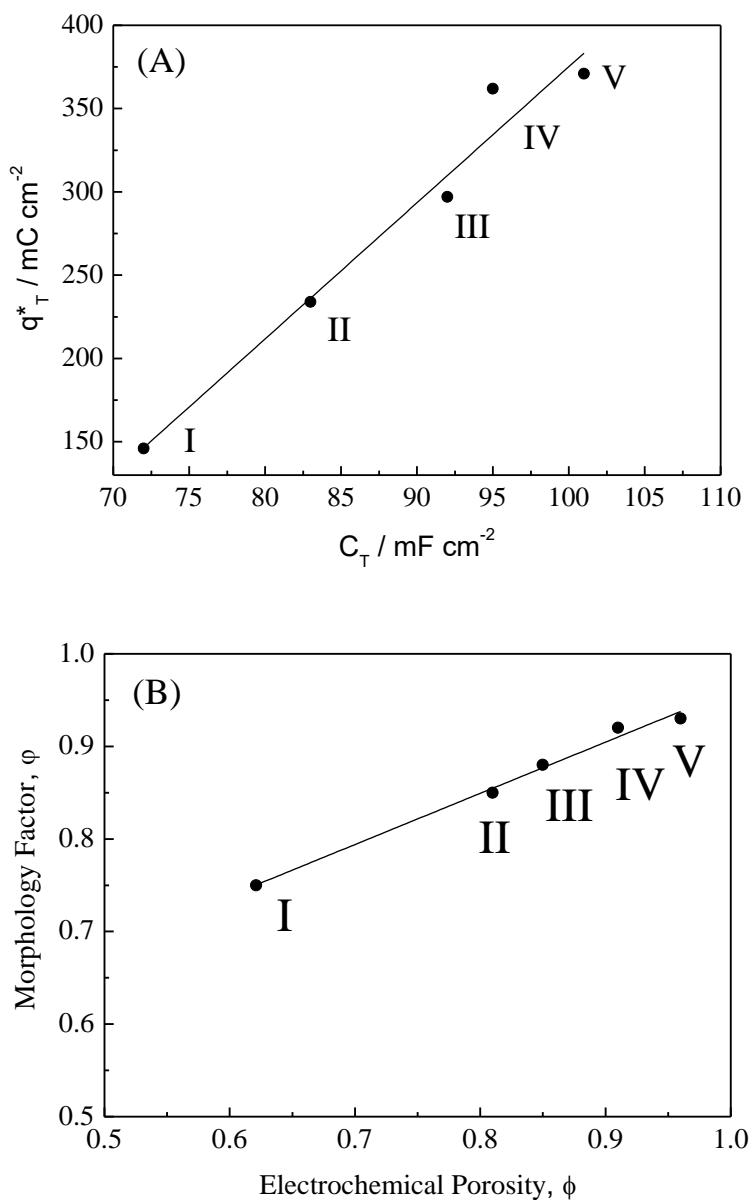 (A)
400
350
300
250
200
150
q*T / mC cm-2
I
II
III
IV
V
70 75 80 85 90 95 100 105 110
CT / mF cm-2
(B)
1.0
0.9
0.8
0.7
0.6
0.5
Morphology Factor, φ
I
II
III
IV
V
0.5 0.6 0.7 0.8 0.9 1.0
Electrochemical Porosity, ϕ